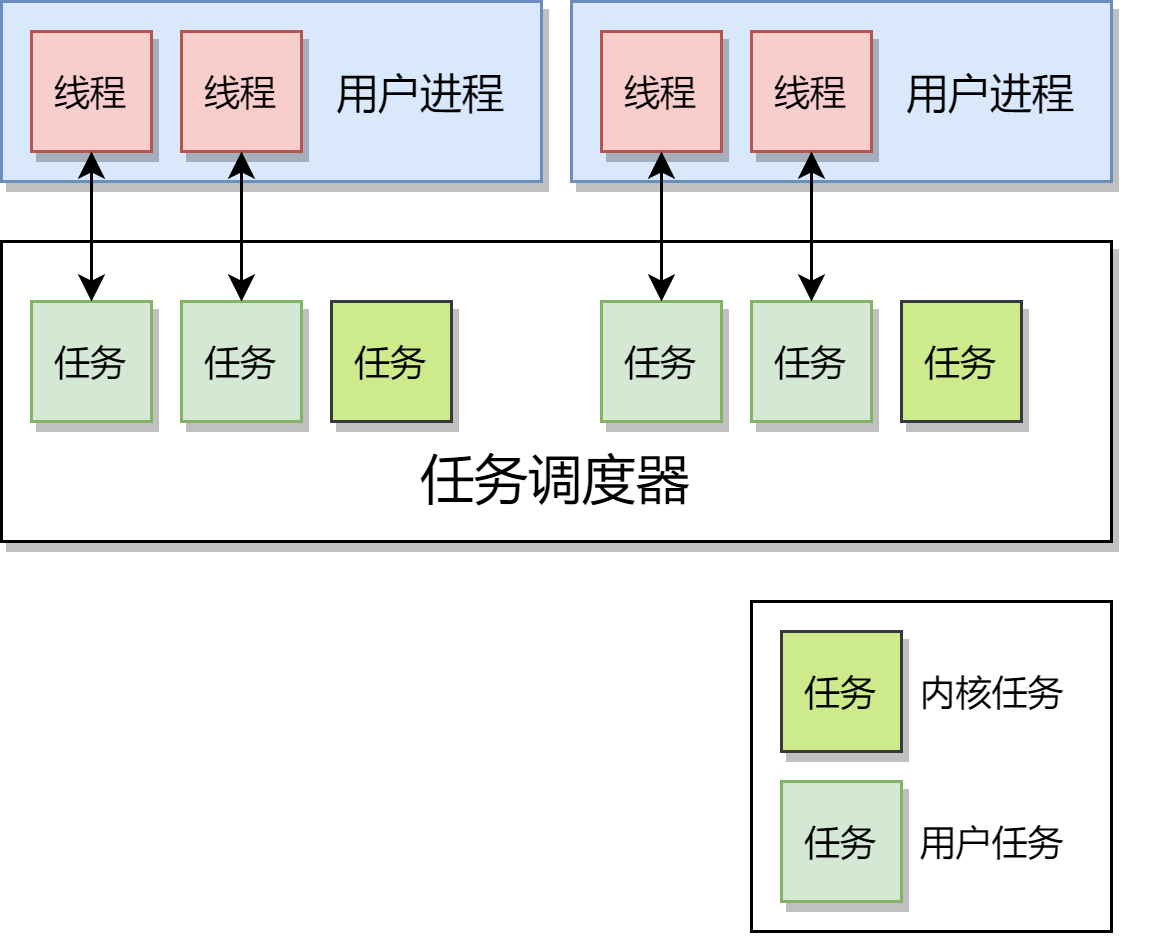 线程 线程 用户进程 线程 线程 用户进程
任务 任务 任务 任务 任务 任务
任务调度器
任务 内核任务
任务 用户任务